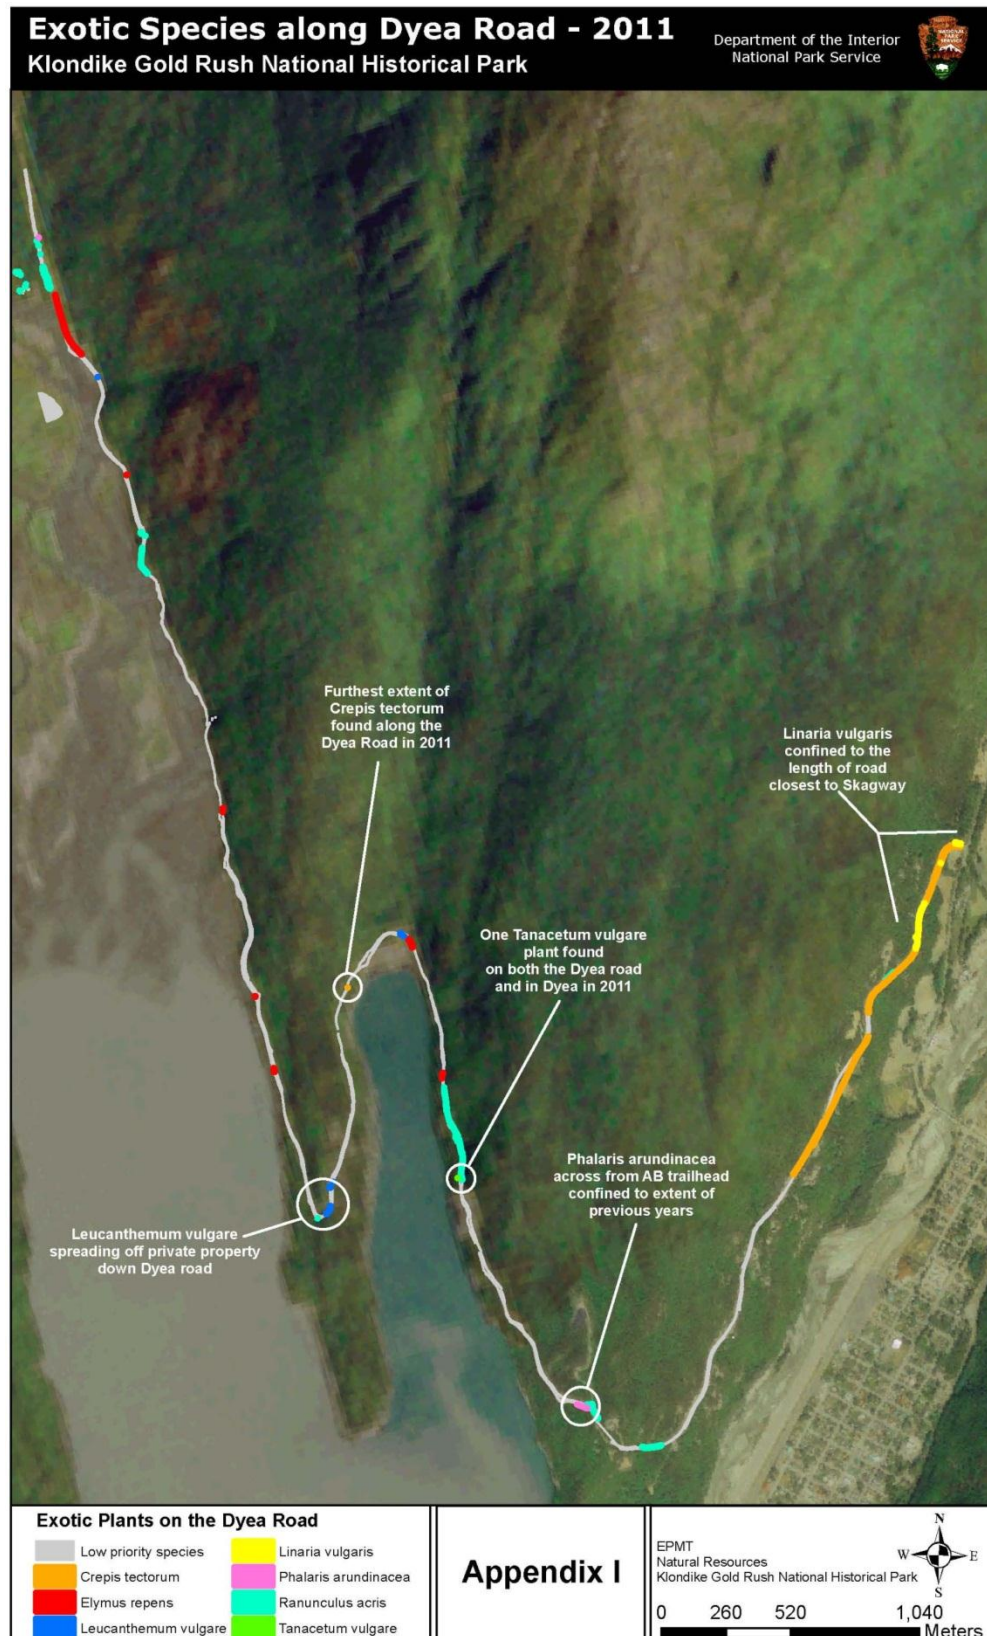 Exotic Species along Dyea Road - 2011
Klondike Gold Rush National Historical Park
Department of the Interior
National Park Service
NATIONAL
PARK
SERVICE
Furthest extent of
Crepis tectorum
found along the
Dyea Road in 2011
Linaria vulgaris
confined to the
length of road
closest to Skagway
One Tanacetum vulgare
plant found
on both the Dyea road
and in Dyea in 2011
Phalaris arundinacea
across from AB trailhead
confined to extent of
previous years
Leucanthemum vulgare
spreading off private property
down Dyea road
Exotic Plants on the Dyea Road
Low priority species
Crepis tectorum
Elymus repens
Leucanthemum vulgare
Linaria vulgaris
Phalaris arundinacea
Ranunculus acris
Tanacetum vulgare
Appendix I
EPMT
Natural Resources
Klondike Gold Rush National Historical Park
N
W E
S
0 260 520 1,040
Meters